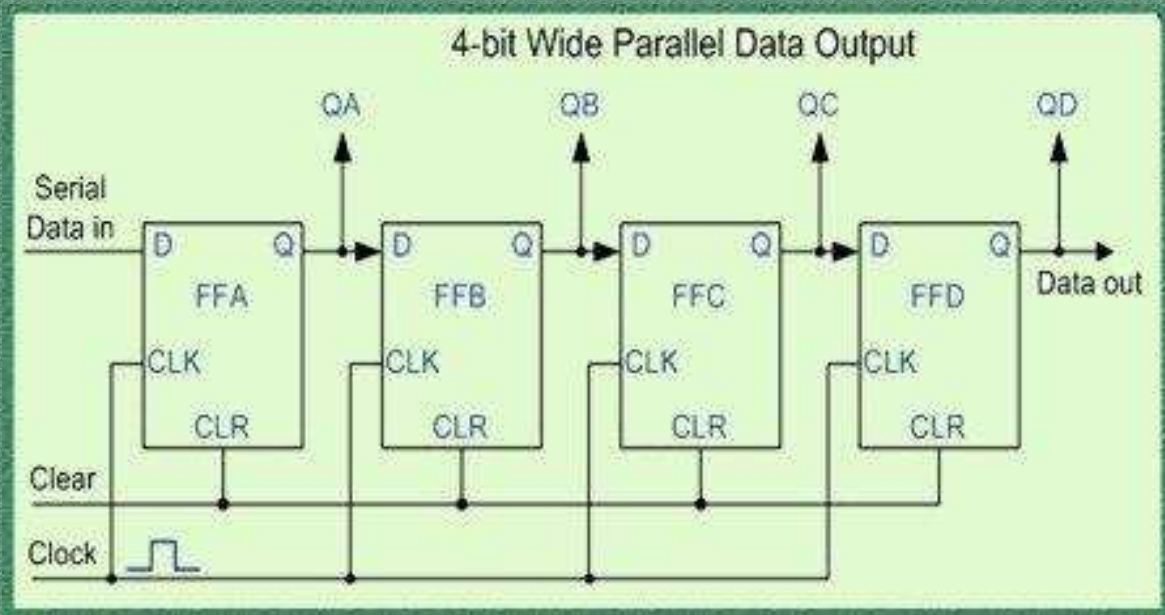 4-bit Wide Parallel Data Output
QA QB QC QD
Serial
Data in
D Q D Q D Q D Q
Data out
FFA FFB FFC FFD
CLK CLK CLK CLK
CLR CLR CLR CLR
Clear
Clock